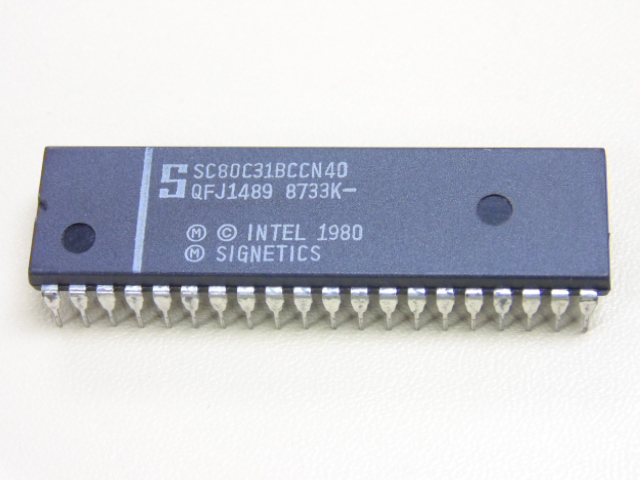 S SC80C31BCCN40
QFJ1489 8733K-
Ⓜ © INTEL 1980
Ⓜ SIGNETICS